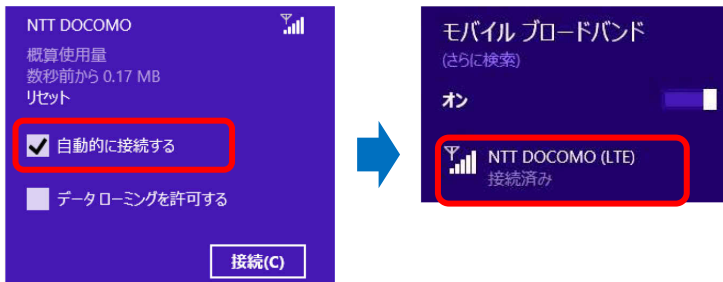 NTT DOCOMO
概算使用量
数秒前から 0.17 MB
リセット
自動的に接続する
データ ローミングを許可する
接続(C)
モバイル ブロードバンド
(さらに検索)
オン
NTT DOCOMO (LTE)
接続済み